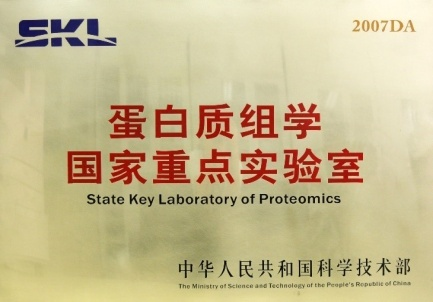 SKL
2007DA
蛋白质组学
国家重点实验室
State Key Laboratory of Proteomics
中华人民共和国科学技术部
The Ministry of Science and Technology of the People's Republic of China